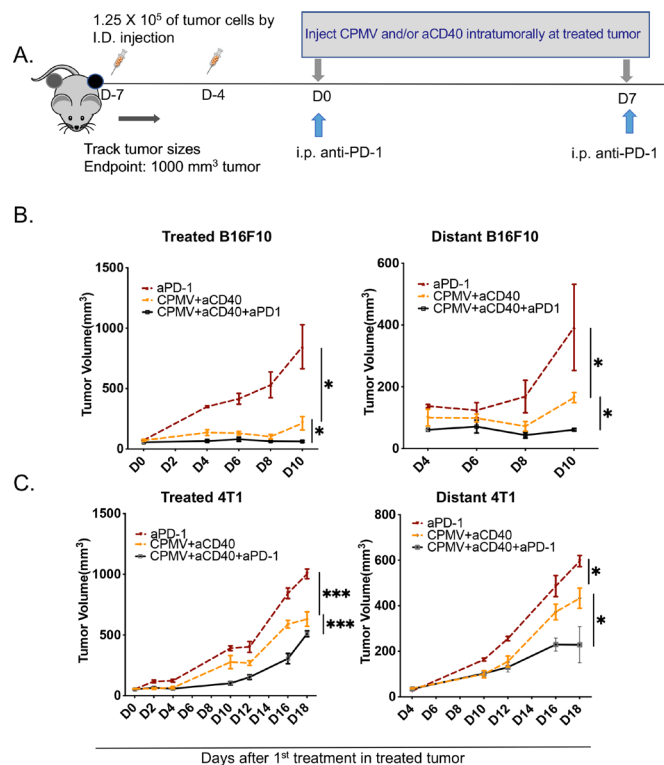 A.
1.25 X 10⁵ of tumor cells by
I.D. injection
Inject CPMV and/or aCD40 intratumorally at treated tumor
D-7
D-4
D0
D7
Track tumor sizes
Endpoint: 1000 mm³ tumor
i.p. anti-PD-1
i.p. anti-PD-1
B.
Treated B16F10
Tumor Volume(mm³)
1500
1000
500
0
aPD-1
CPMV+aCD40
CPMV+aCD40+aPD1
*
*
D0
D2
D4
D6
D8
D10
Distant B16F10
Tumor Volume(mm³)
600
400
200
0
aPD-1
CPMV+aCD40
CPMV+aCD40+aPD1
*
*
D4
D6
D8
D10
C.
Treated 4T1
Tumor Volume(mm³)
1500
1000
500
0
aPD-1
CPMV+aCD40
CPMV+aCD40+aPD-1
***
***
D0
D2
D4
D6
D8
D10
D12
D14
D16
D18
Distant 4T1
Tumor Volume(mm³)
800
600
400
200
0
aPD-1
CPMV+aCD40
CPMV+aCD40+aPD-1
*
*
D4
D6
D8
D10
D12
D14
D16
D18
Days after 1ˢᵗ treatment in treated tumor